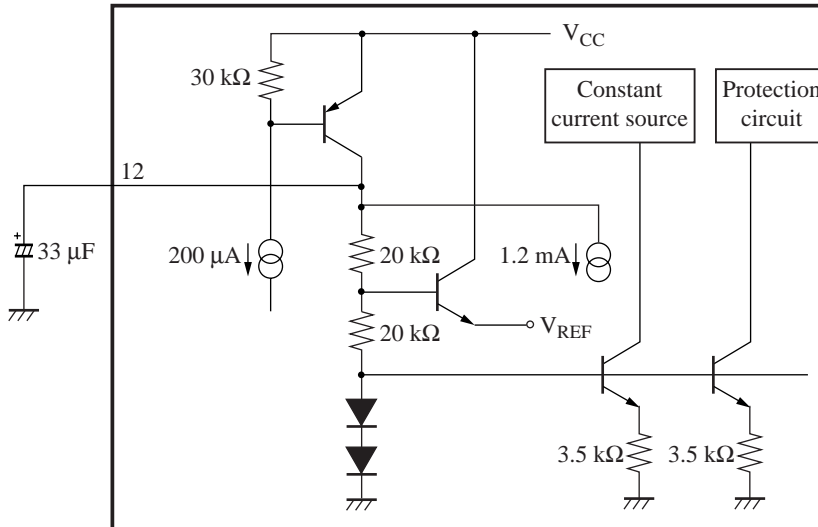 V_CC
30 kΩ
Constant
current source
Protection
circuit
12
+
33 μF
200 μA
20 kΩ
1.2 mA
20 kΩ
V_REF
3.5 kΩ
3.5 kΩ